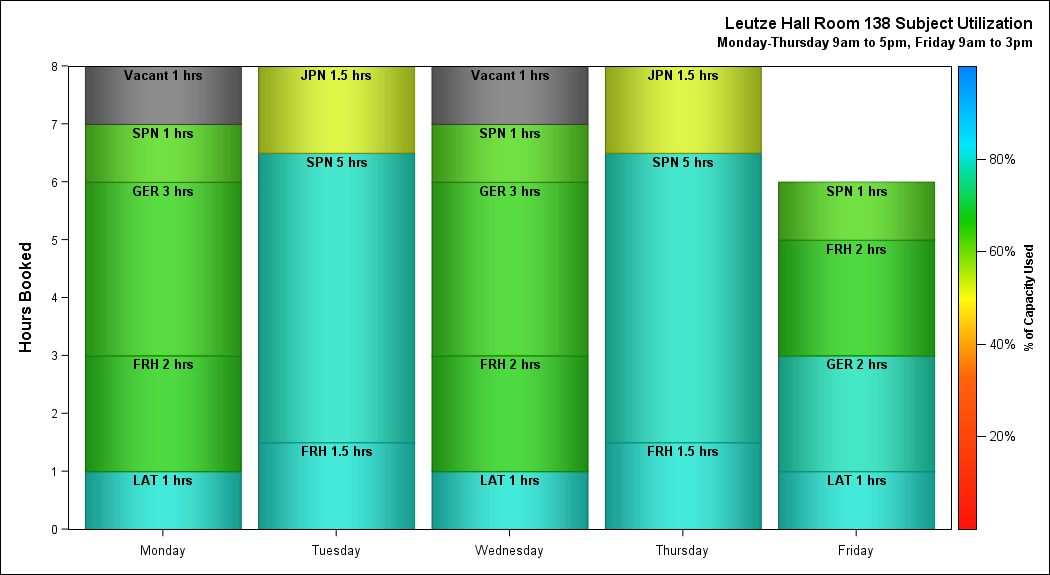 Leutze Hall Room 138 Subject Utilization
Monday-Thursday 9am to 5pm, Friday 9am to 3pm
Hours Booked
8
7
6
5
4
3
2
1
0
Vacant 1 hrs
SPN 1 hrs
GER 3 hrs
FRH 2 hrs
LAT 1 hrs
JPN 1.5 hrs
SPN 5 hrs
FRH 1.5 hrs
Vacant 1 hrs
SPN 1 hrs
GER 3 hrs
FRH 2 hrs
LAT 1 hrs
JPN 1.5 hrs
SPN 5 hrs
FRH 1.5 hrs
SPN 1 hrs
FRH 2 hrs
GER 2 hrs
LAT 1 hrs
Monday
Tuesday
Wednesday
Thursday
Friday
80%
60%
40%
20%
% of Capacity Used